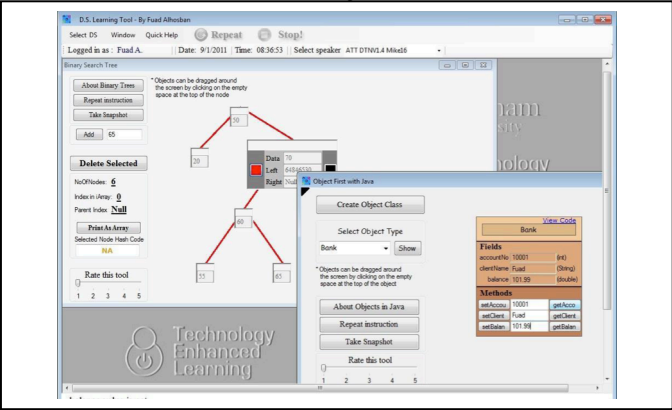 D.S. Learning Tool - By Fuad Alhosban
Select DS Window Quick Help Repeat Stop!
Logged in as : Fuad A. Date: 9/1/2011 Time: 08:36:53 Select speaker ATT DTNV1.4 Mike16
Binary Search Tree
About Binary Trees
Repeat instruction
Take Snapshot
Add 65
*Objects can be dragged around
the screen by clicking on the empty
space at the top of the node
Delete Selected
NoOfNodes: 6
Index in iArray: 0
Parent Index Null
Print As Array
Selected Node Hash Code
NA
Rate this tool
1 2 3 4 5
50
20
Data 70
Left 64846530
Right Null
60
55
65
Object First with Java
Create Object Class
Select Object Type
Bank Show
*Objects can be dragged around
the screen by clicking on the empty
space at the top of the object
About Objects in Java
Repeat instruction
Take Snapshot
Rate this tool
1 2 3 4 5
View Code
Bank
Fields
accountNo 10001 (int)
clientName Fuad (String)
balance 101.99 (double)
Methods
setAccou 10001 getAcco
setClient Fuad getClient
setBalan 101.99 getBalan
Technology
Enhanced
Learning